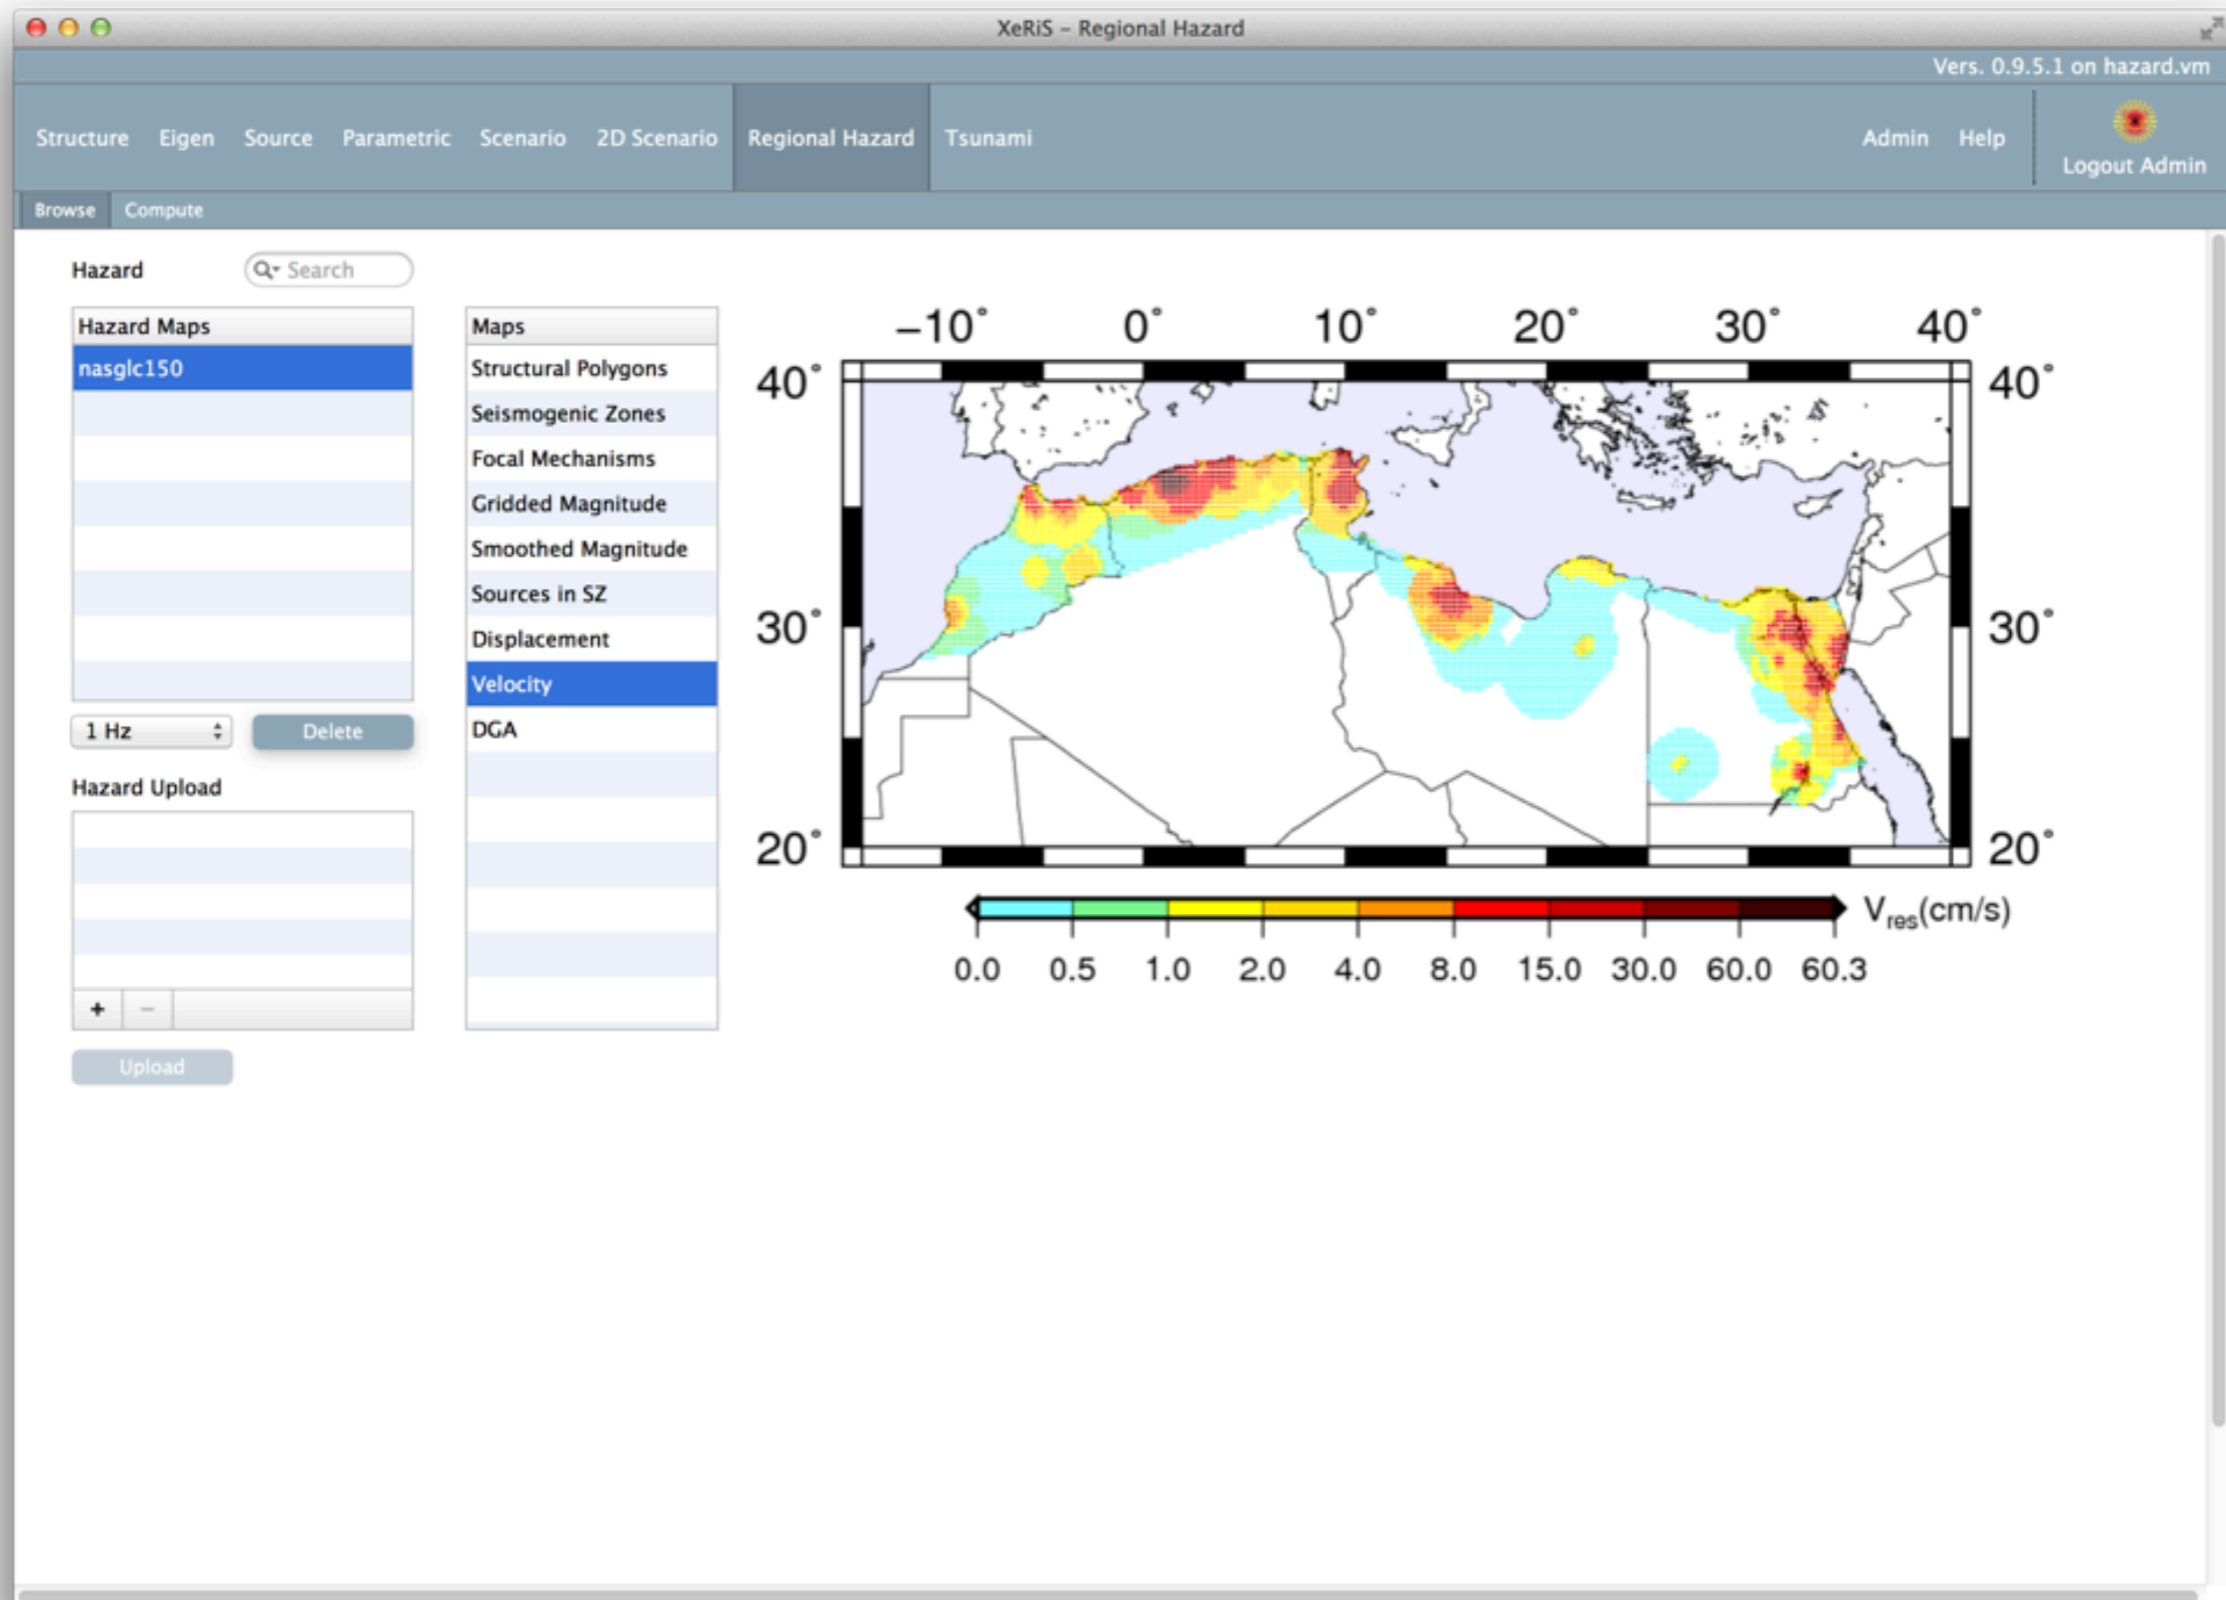 XeRiS – Regional Hazard
Vers. 0.9.5.1 on hazard.vm
Structure Eigen Source Parametric Scenario 2D Scenario Regional Hazard Tsunami Admin Help
Logout Admin
Browse Compute
Hazard Search
Hazard Maps
nasglc150
1 Hz Delete
Hazard Upload
+ −
Upload
Maps
Structural Polygons
Seismogenic Zones
Focal Mechanisms
Gridded Magnitude
Smoothed Magnitude
Sources in SZ
Displacement
Velocity
DGA
−10° 0° 10° 20° 30° 40°
40° 40°
30° 30°
20° 20°
Vres(cm/s)
0.0 0.5 1.0 2.0 4.0 8.0 15.0 30.0 60.0 60.3